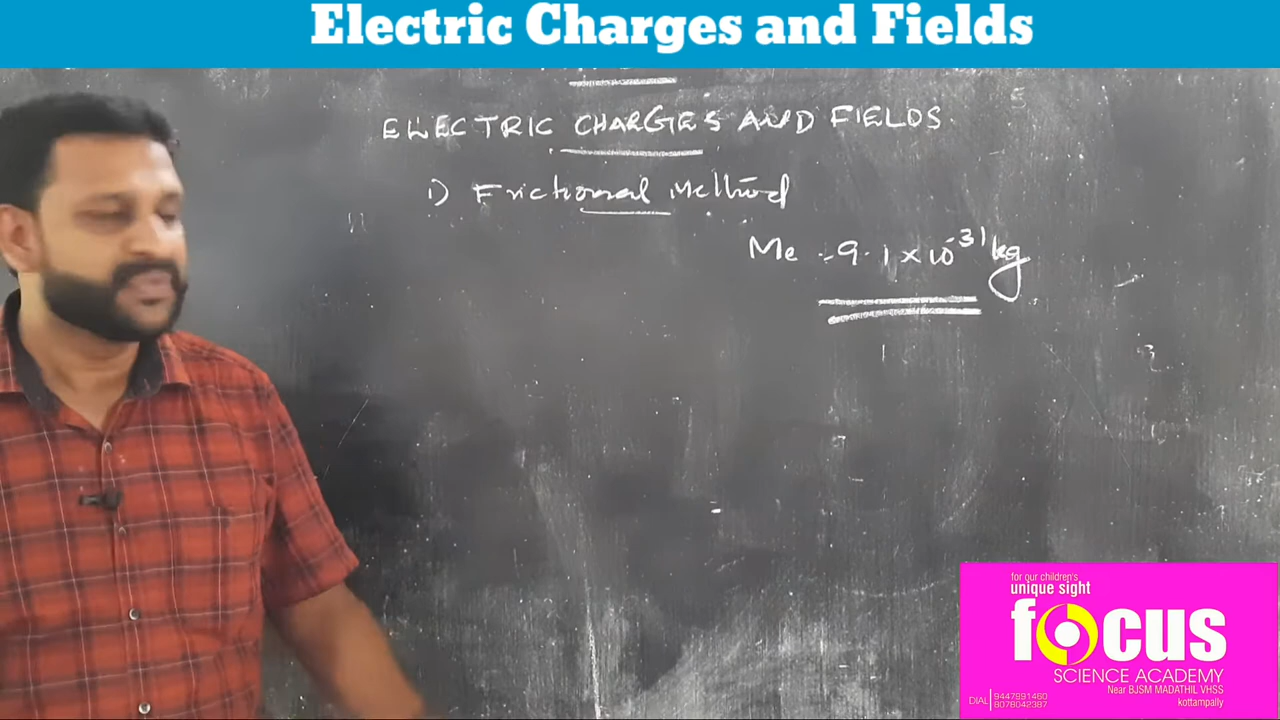 Electric Charges and Fields
ELECTRIC CHARGES AND FIELDS
1) Frictional Method
Me = 9.1 × 10⁻³¹ kg
for our children's
unique sight
focus
SCIENCE ACADEMY
Near BJSM MADATHIL VHSS
kottampally
DIAL
9447991460
8078042387